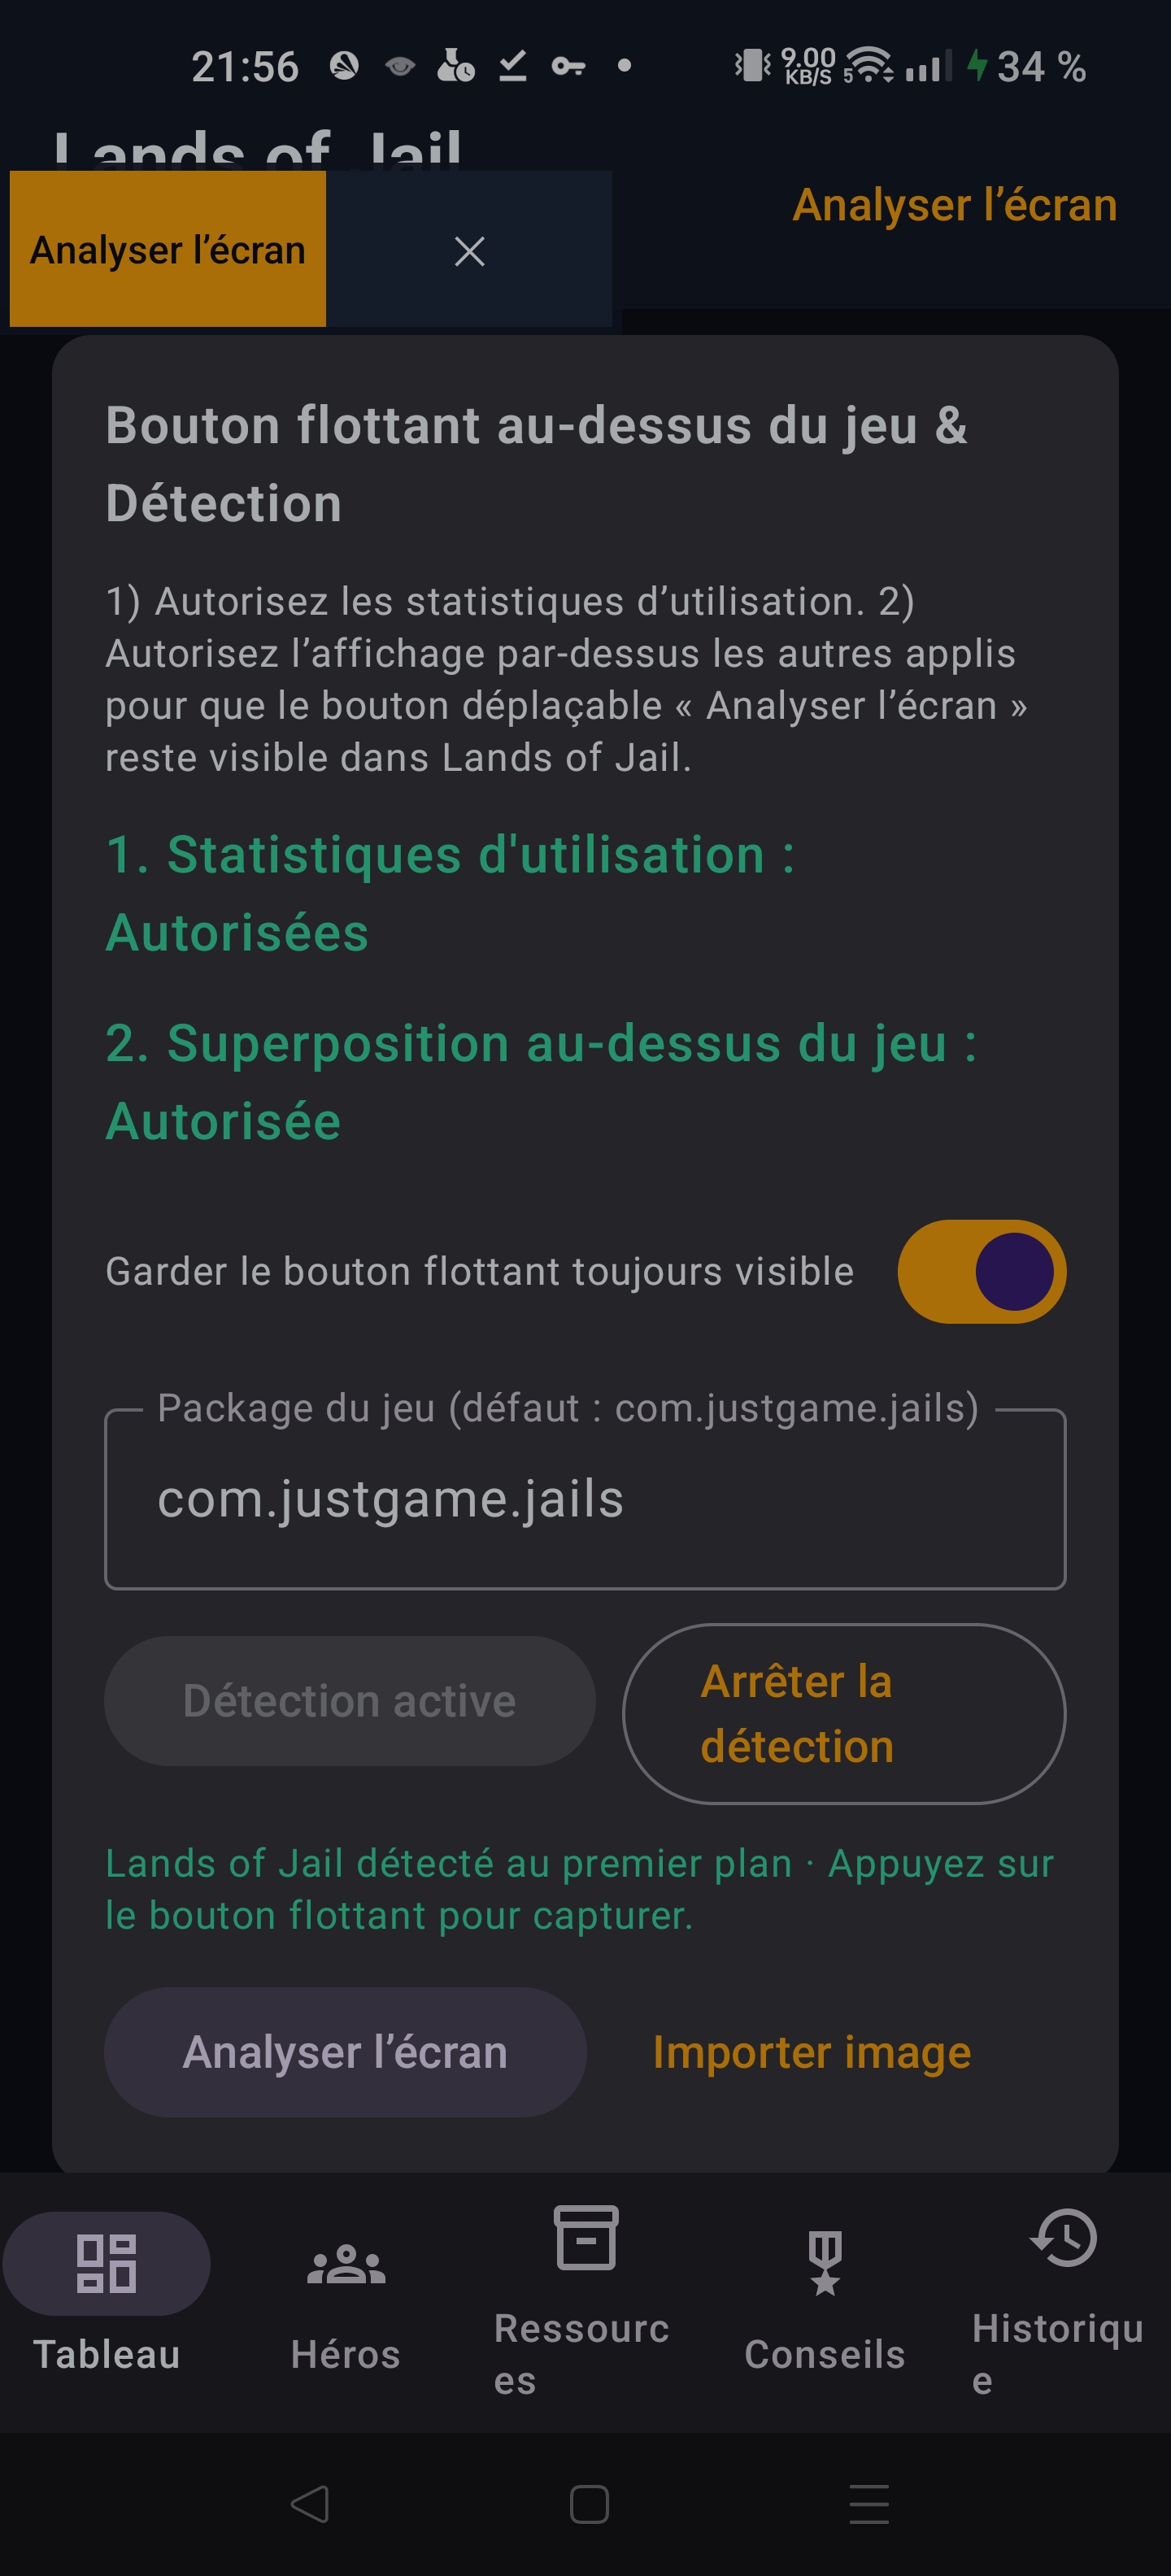 21:56
9.00 KB/S
5
34 %
Lands of Jail
Analyser l’écran
Analyser l’écran
Bouton flottant au-dessus du jeu &
Détection
1) Autorisez les statistiques d’utilisation. 2)
Autorisez l’affichage par-dessus les autres applis
pour que le bouton déplaçable « Analyser l’écran »
reste visible dans Lands of Jail.
1. Statistiques d'utilisation :
Autorisées
2. Superposition au-dessus du jeu :
Autorisée
Garder le bouton flottant toujours visible
Package du jeu (défaut : com.justgame.jails)
com.justgame.jails
Détection active
Arrêter la
détection
Lands of Jail détecté au premier plan · Appuyez sur
le bouton flottant pour capturer.
Analyser l’écran
Importer image
Tableau
Héros
Ressourc
es
Conseils
Historiqu
e